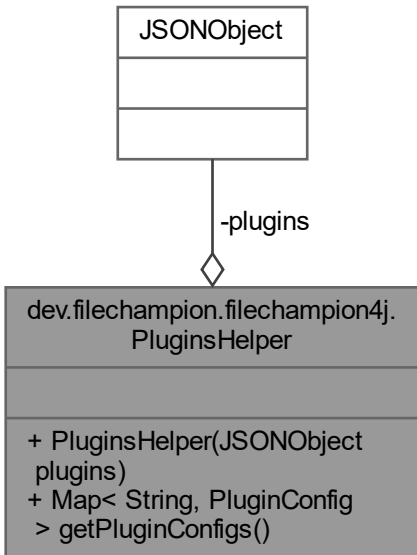 JSONObject
-plugins
dev.filechampion.filechampion4j.
PluginsHelper
+ PluginsHelper(JSONObject
plugins)
+ Map< String, PluginConfig
> getPluginConfigs()